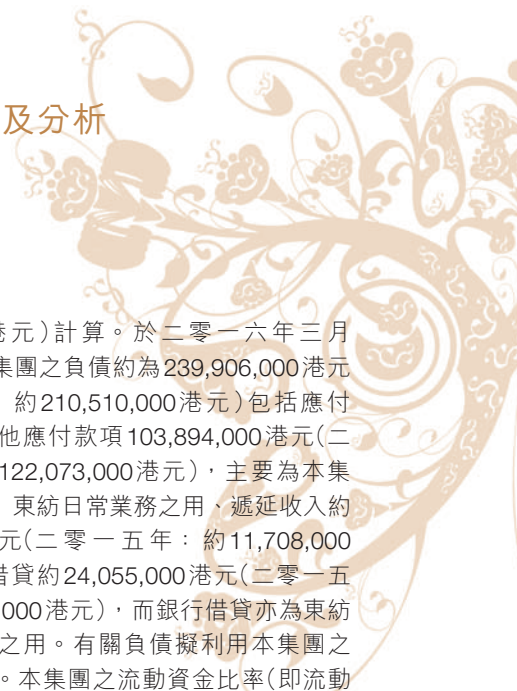 及分析
港元)計算。於二零一六年三月
集團之負債約為239,906,000港元
約210,510,000港元)包括應付
他應付款項103,894,000港元(二
122,073,000港元),主要為本集
東紡日常業務之用、遞延收入約
元(二零一五年:約11,708,000
借貸約24,055,000港元(二零一五
,000港元),而銀行借貸亦為東紡
之用。有關負債擬利用本集團之
。本集團之流動資金比率(即流動